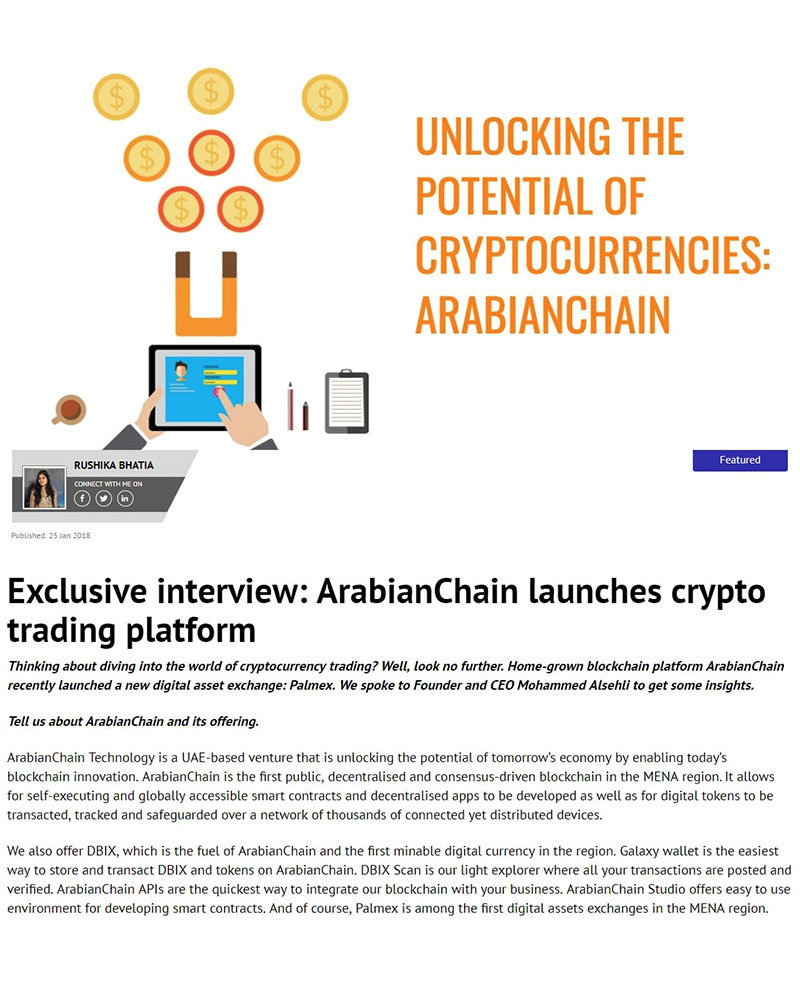 UNLOCKING THE
POTENTIAL OF
CRYPTOCURRENCIES:
ARABIANCHAIN
RUSHIKA BHATIA
CONNECT WITH ME ON
Featured
Published: 25 Jan 2018
Exclusive interview: ArabianChain launches crypto
trading platform
Thinking about diving into the world of cryptocurrency trading? Well, look no further. Home-grown blockchain platform ArabianChain
recently launched a new digital asset exchange: Palmex. We spoke to Founder and CEO Mohammed Alsehli to get some insights.
Tell us about ArabianChain and its offering.
ArabianChain Technology is a UAE-based venture that is unlocking the potential of tomorrow's economy by enabling today's
blockchain innovation. ArabianChain is the first public, decentralised and consensus-driven blockchain in the MENA region. It allows
for self-executing and globally accessible smart contracts and decentralised apps to be developed as well as for digital tokens to be
transacted, tracked and safeguarded over a network of thousands of connected yet distributed devices.
We also offer DBIX, which is the fuel of ArabianChain and the first minable digital currency in the region. Galaxy wallet is the easiest
way to store and transact DBIX and tokens on ArabianChain. DBIX Scan is our light explorer where all your transactions are posted and
verified. ArabianChain APIs are the quickest way to integrate our blockchain with your business. ArabianChain Studio offers easy to use
environment for developing smart contracts. And of course, Palmex is among the first digital assets exchanges in the MENA region.